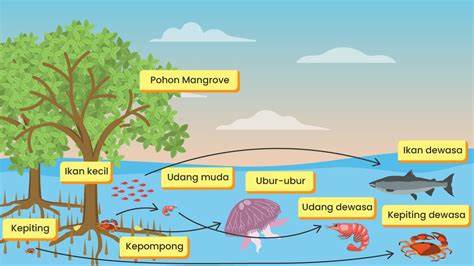 Pohon Mangrove
Ikan dewasa
Ikan kecil
Udang muda
Ubur-ubur
Udang dewasa
Kepiting dewasa
Kepiting
Kepompong